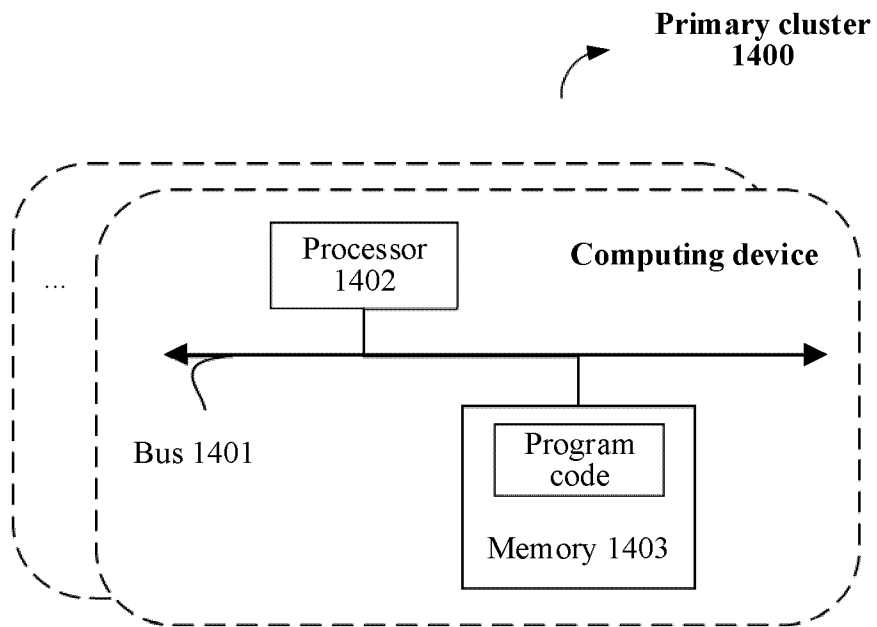 Primary cluster
1400
Processor
1402
Computing device
...
Bus 1401
Program
code
Memory 1403